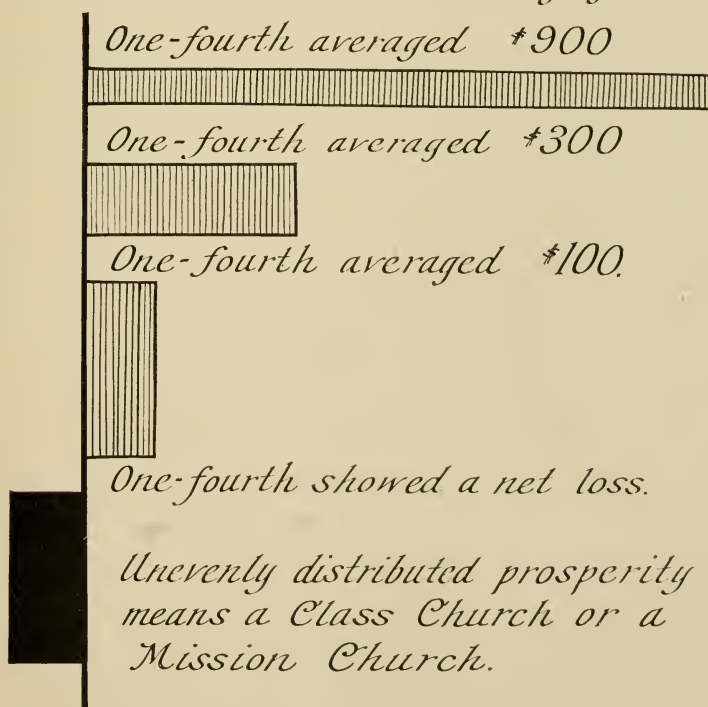 One-fourth averaged $900
One-fourth averaged $300
One-fourth averaged $100.
One-fourth showed a net loss.
Unevenly distributed prosperity
means a Class Church or a
Mission Church.